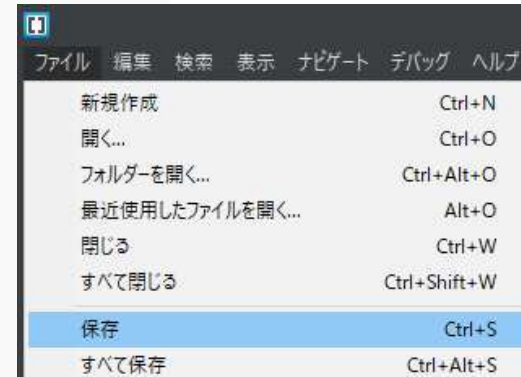 ファイル 編集 検索 表示 ナビゲート デバッグ ヘルプ
新規作成 Ctrl+N
開く... Ctrl+O
フォルダーを開く... Ctrl+Alt+O
最近使用したファイルを開く... Alt+O
閉じる Ctrl+W
すべて閉じる Ctrl+Shift+W
保存 Ctrl+S
すべて保存 Ctrl+Alt+S